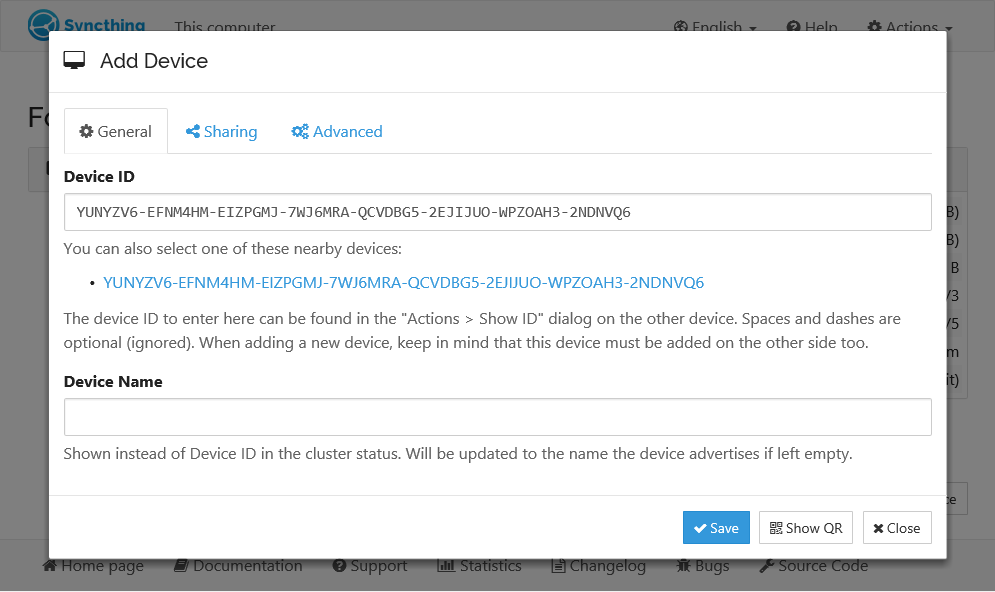 Syncthing This computer English Help Actions
Add Device
General Sharing Advanced
Device ID
YUNYZV6-EFNM4HM-EIZPGMJ-7WJ6MRA-QCVDBG5-2EJIJUO-WPZOAH3-2NDNVQ6
You can also select one of these nearby devices:
• YUNYZV6-EFNM4HM-EIZPGMJ-7WJ6MRA-QCVDBG5-2EJIJUO-WPZOAH3-2NDNVQ6
The device ID to enter here can be found in the "Actions > Show ID" dialog on the other device. Spaces and dashes are
optional (ignored). When adding a new device, keep in mind that this device must be added on the other side too.
Device Name
Shown instead of Device ID in the cluster status. Will be updated to the name the device advertises if left empty.
Save Show QR Close
Home page Documentation Support Statistics Changelog Bugs Source Code